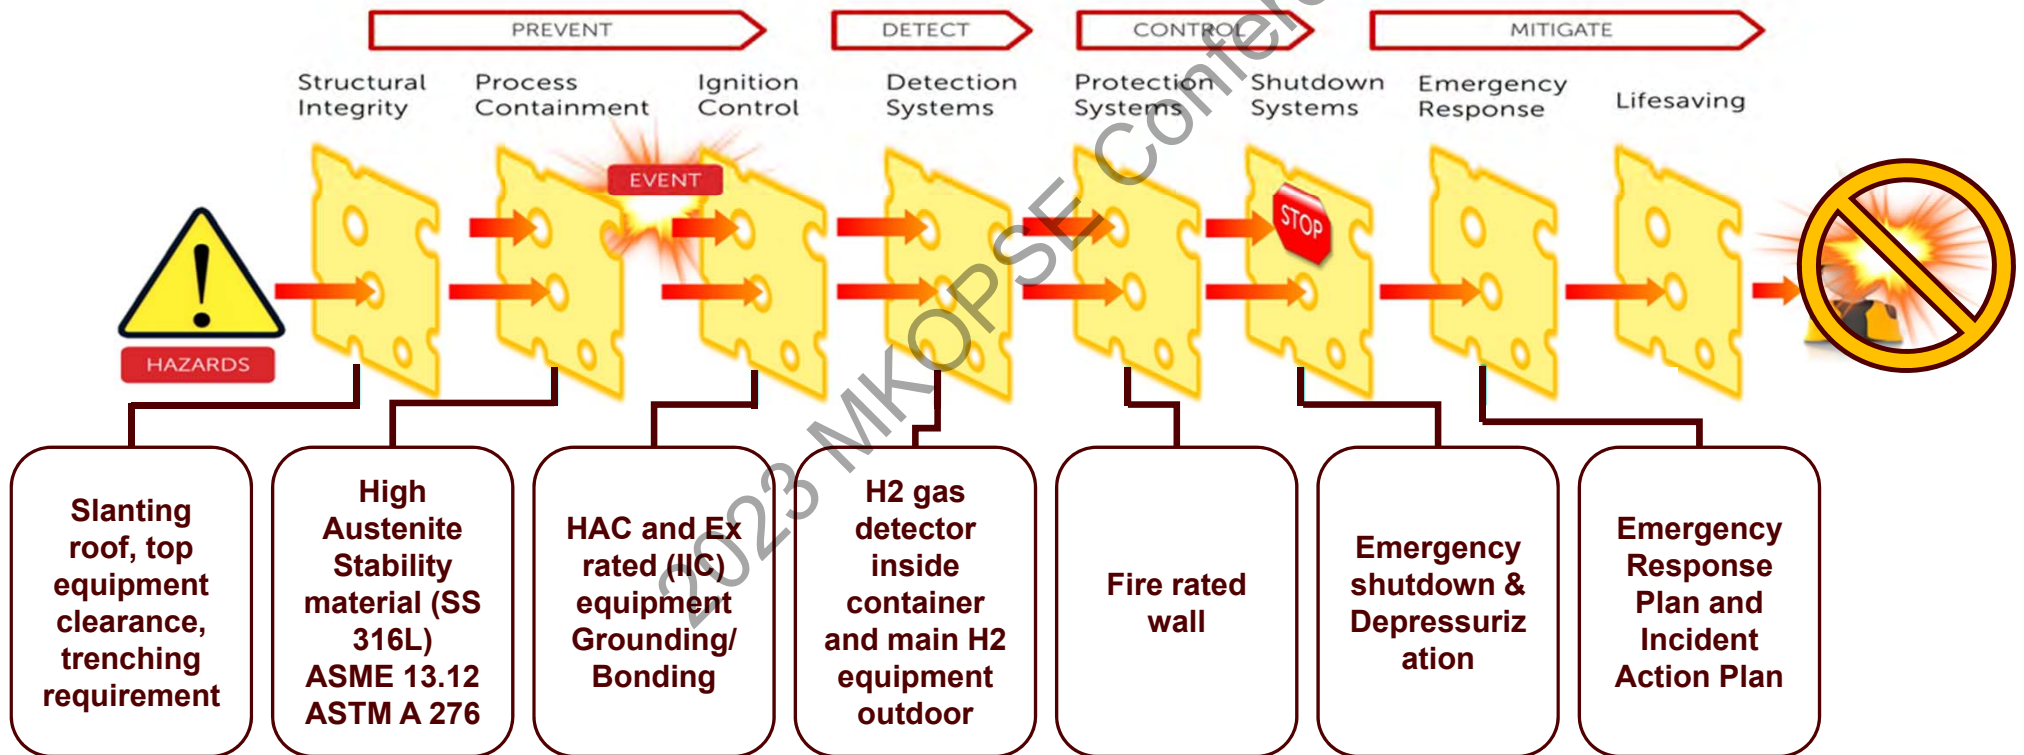 PREVENT
DETECT
CONTROL
MITIGATE
Structural
Integrity
Process
Containment
Ignition
Control
Detection
Systems
Protection
Systems
Shutdown
Systems
Emergency
Response
Lifesaving
EVENT
STOP
HAZARDS
Slanting
roof, top
equipment
clearance,
trenching
requirement
High
Austenite
Stability
material (SS
316L)
ASME 13.12
ASTM A 276
HAC and Ex
rated (IIC)
equipment
Grounding/
Bonding
H2 gas
detector
inside
container
and main H2
equipment
outdoor
Fire rated
wall
Emergency
shutdown &
Depressuriz
ation
Emergency
Response
Plan and
Incident
Action Plan
2023 MKOPSE